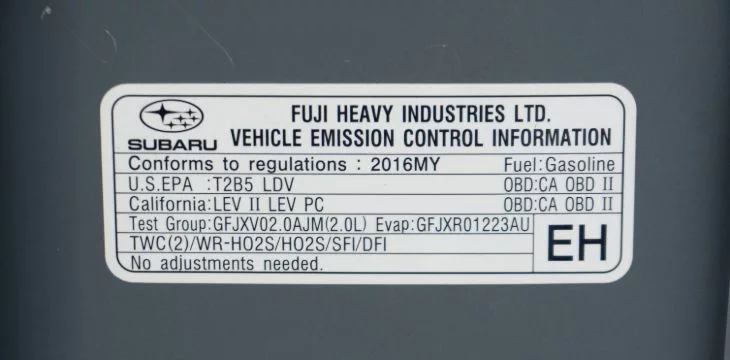 FUJI HEAVY INDUSTRIES LTD.
SUBARU VEHICLE EMISSION CONTROL INFORMATION
Conforms to regulations : 2016MY Fuel:Gasoline
U.S.EPA :T2B5 LDV OBD:CA OBD II
California:LEV II LEV PC OBD:CA OBD II
Test Group:GFJXV02.0AJM(2.0L) Evap:GFJXR01223AU
TWC(2)/WR-HO2S/HO2S/SFI/DFI
EH
No adjustments needed.